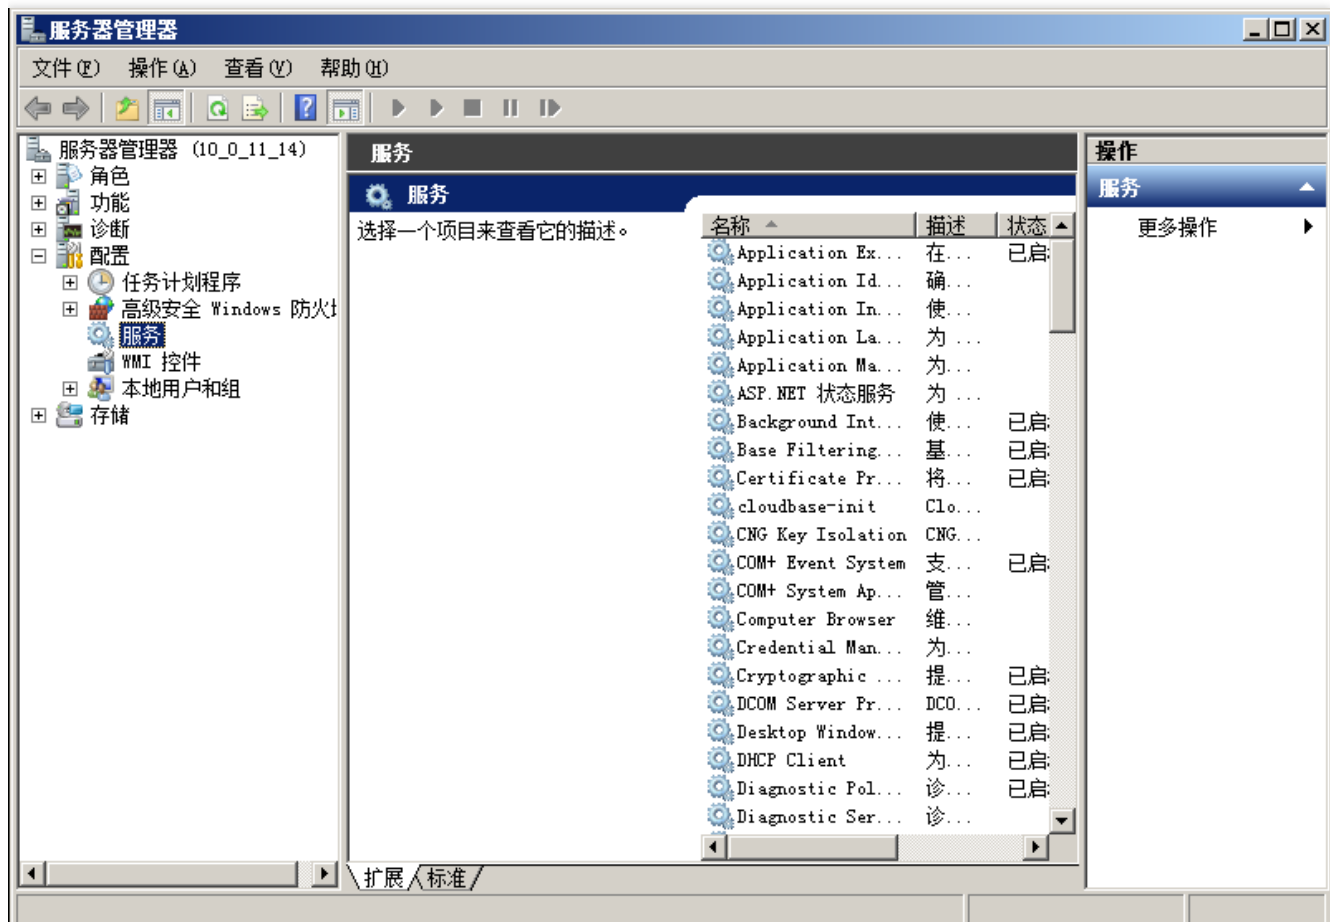 服务器管理器
文件(F) 操作(A) 查看(V) 帮助(H)
服务器管理器 (10_0_11_14)
角色
功能
诊断
配置
任务计划程序
高级安全 Windows 防火
服务
WMI 控件
本地用户和组
存储
服务
服务
选择一个项目来查看它的描述。
名称 描述 状态
Application Ex... 在... 已启
Application Id... 确...
Application In... 使...
Application La... 为 ...
Application Ma... 为...
ASP.NET 状态服务 为 ...
Background Int... 使... 已启
Base Filtering... 基... 已启
Certificate Pr... 将... 已启
cloudbase-init Clo...
CNG Key Isolation CNG...
COM+ Event System 支... 已启
COM+ System Ap... 管...
Computer Browser 维...
Credential Man... 为...
Cryptographic ... 提... 已启
DCOM Server Pr... DCO... 已启
Desktop Window... 提... 已启
DHCP Client 为... 已启
Diagnostic Pol... 诊... 已启
Diagnostic Ser... 诊...
扩展 标准
操作
服务
更多操作